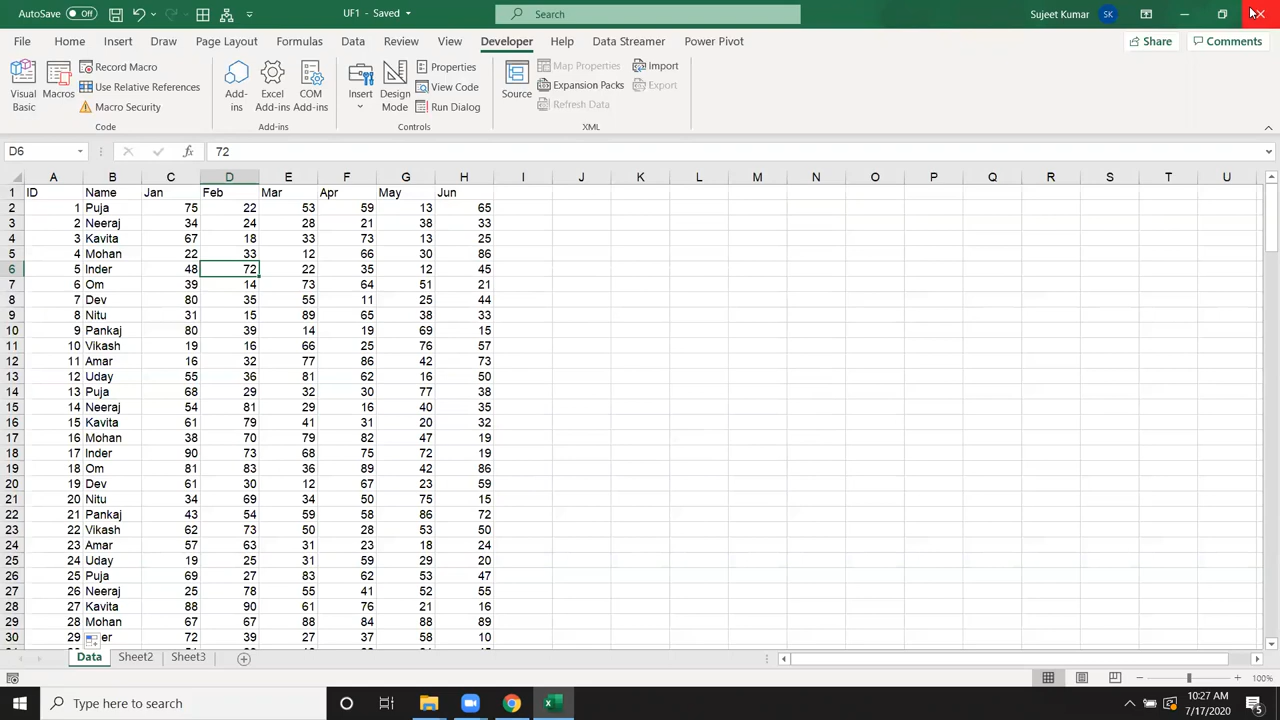 AutoSave Off UF1 - Saved Search Sujeet Kumar SK
File Home Insert Draw Page Layout Formulas Data Review View Developer Help Data Streamer Power Pivot Share Comments
Visual Basic
Macros
Record Macro
Use Relative References
Macro Security
Code
Add-ins
Excel Add-ins
COM Add-ins
Add-ins
Insert
Design Mode
Properties
View Code
Run Dialog
Controls
Source
Map Properties
Expansion Packs
Refresh Data
Import
Export
XML
D6 fx 72
A B C D E F G H I J K L M N O P Q R S T U
1 ID Name Jan Feb Mar Apr May Jun
2 1 Puja 75 22 53 59 13 65
3 2 Neeraj 34 24 28 21 38 33
4 3 Kavita 67 18 33 73 13 25
5 4 Mohan 22 33 12 66 30 86
6 5 Inder 48 72 22 35 12 45
7 6 Om 39 14 73 64 51 21
8 7 Dev 80 35 55 11 25 44
9 8 Nitu 31 15 89 65 38 33
10 9 Pankaj 80 39 14 19 69 15
11 10 Vikash 19 16 66 25 76 57
12 11 Amar 16 32 77 86 42 73
13 12 Uday 55 36 81 62 16 50
14 13 Puja 68 29 32 30 77 38
15 14 Neeraj 54 81 29 16 40 35
16 15 Kavita 61 79 41 31 20 32
17 16 Mohan 38 70 79 82 47 19
18 17 Inder 90 73 68 75 72 19
19 18 Om 81 83 36 89 42 86
20 19 Dev 61 30 12 67 23 59
21 20 Nitu 34 69 34 50 75 15
22 21 Pankaj 43 54 59 58 86 72
23 22 Vikash 62 73 50 28 53 50
24 23 Amar 57 63 31 23 18 24
25 24 Uday 19 25 31 59 29 20
26 25 Puja 69 27 83 62 53 47
27 26 Neeraj 25 78 55 41 52 55
28 27 Kavita 88 90 61 76 21 16
29 28 Mohan 67 67 88 84 88 89
30 29 er 72 39 27 37 58 10
Data Sheet2 Sheet3
100%
Type here to search
10:27 AM
7/17/2020
5